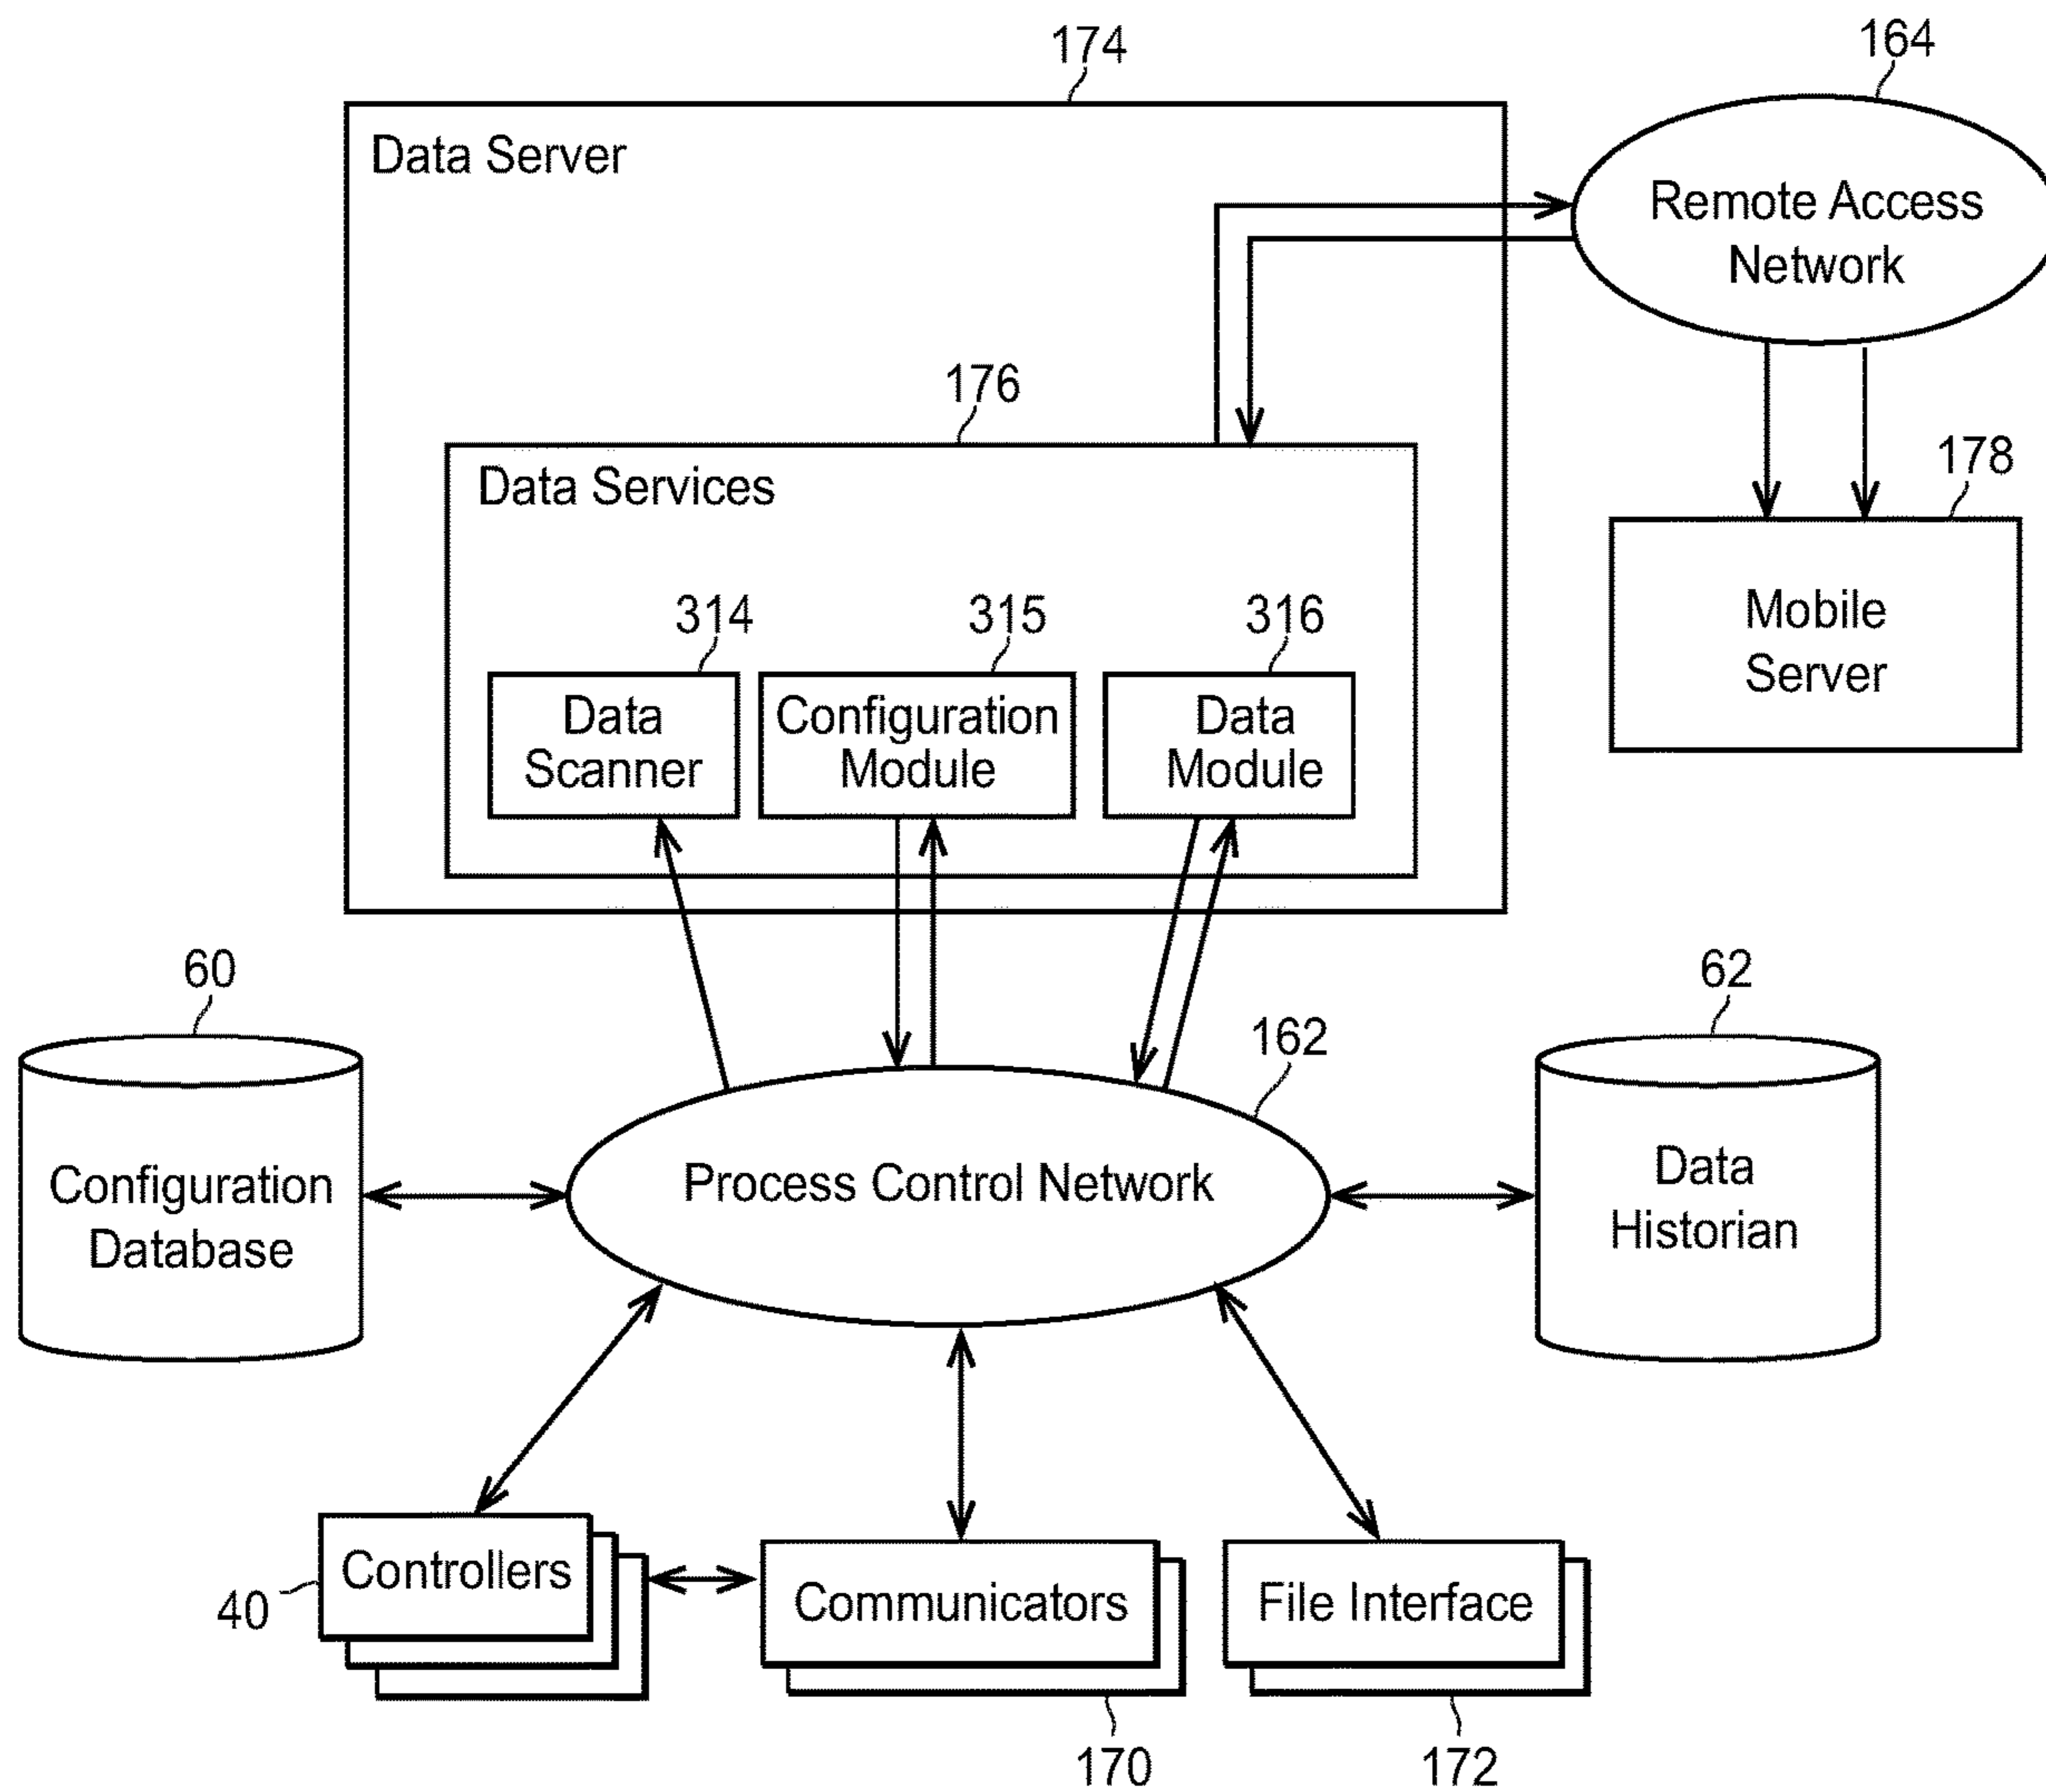 174
164
Data Server
Remote Access
Network
176
178
Data Services
Mobile
Server
314
315
316
Data
Scanner
Configuration
Module
Data
Module
60
62
162
Configuration
Database
Process Control Network
Data
Historian
40
Controllers
Communicators
File Interface
170
172